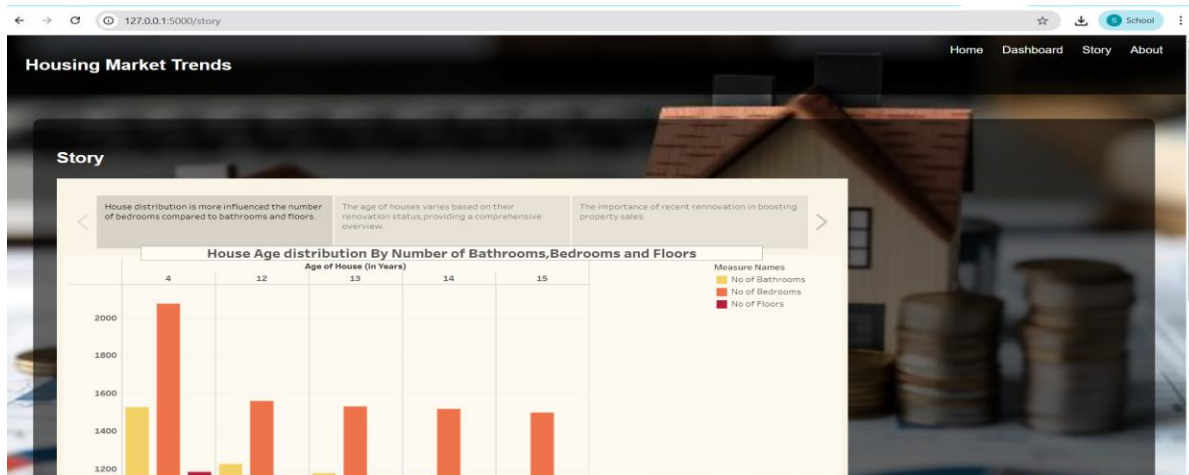 127.0.0.1:5000/story
S School
Home Dashboard Story About
Housing Market Trends
Story
House distribution is more influenced the number
of bedrooms compared to bathrooms and floors.
The age of houses varies based on their
renovation status,providing a comprehensive
overview.
The importance of recent rennovation in boosting
property sales.
House Age distribution By Number of Bathrooms,Bedrooms and Floors
Age of House (in Years)
4 12 13 14 15
Measure Names
No of Bathrooms
No of Bedrooms
No of Floors
2000
1800
1600
1400
1200